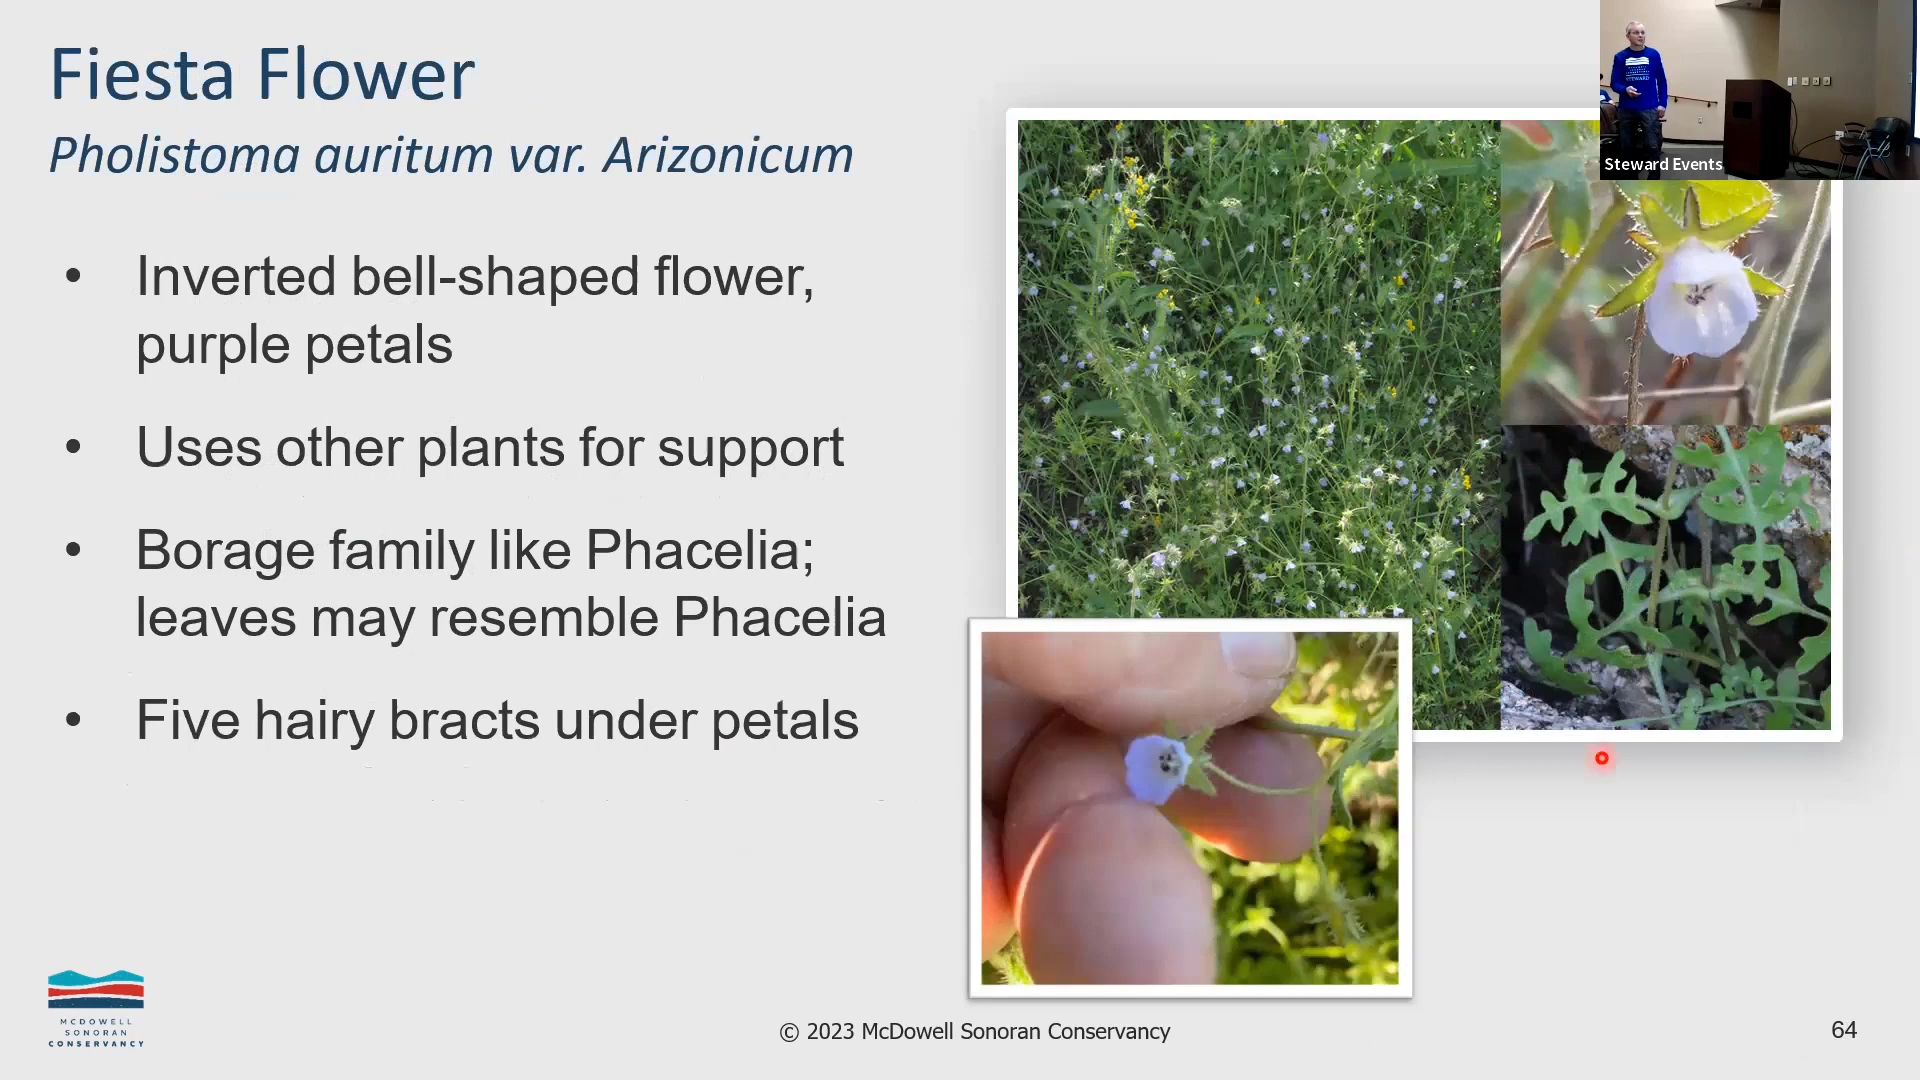 Fiesta Flower
Pholistoma auritum var. Arizonicum
• Inverted bell-shaped flower,
purple petals
• Uses other plants for support
• Borage family like Phacelia;
leaves may resemble Phacelia
• Five hairy bracts under petals
STEWARD
Steward Events
MCDOWELL
SONORAN
CONSERVANCY
© 2023 McDowell Sonoran Conservancy
64